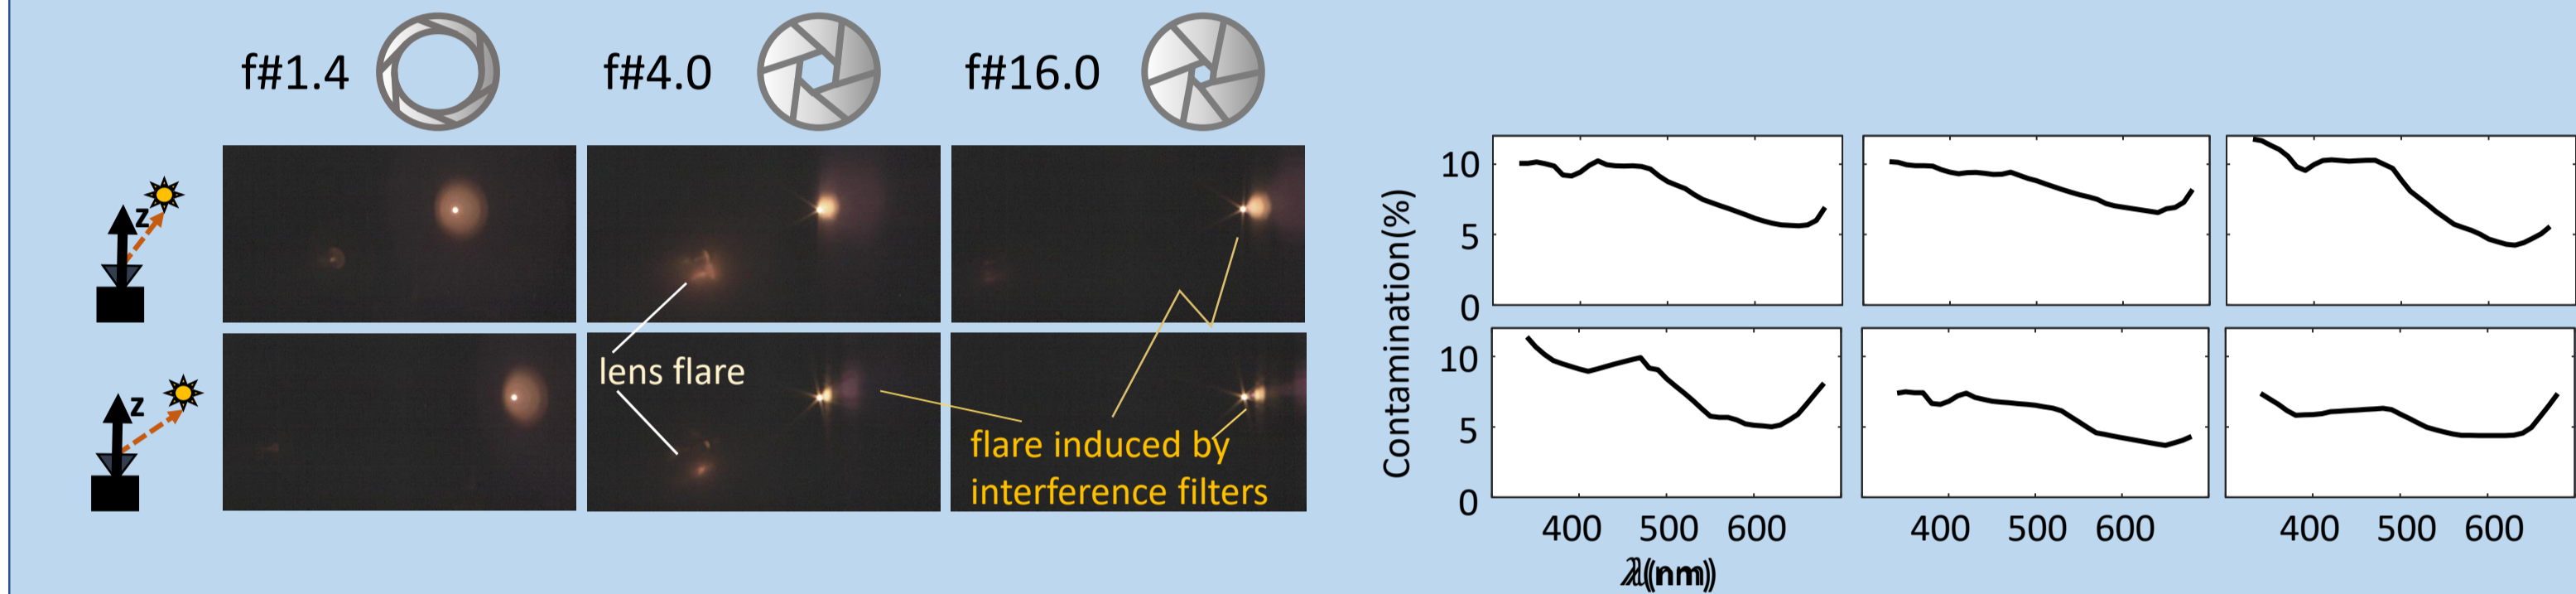 f#1.4
f#4.0
f#16.0
z
z
lens flare
flare induced by
interference filters
Contamination(%)
10
5
0
10
5
0
400 500 600
400 500 600
400 500 600
λ(nm)